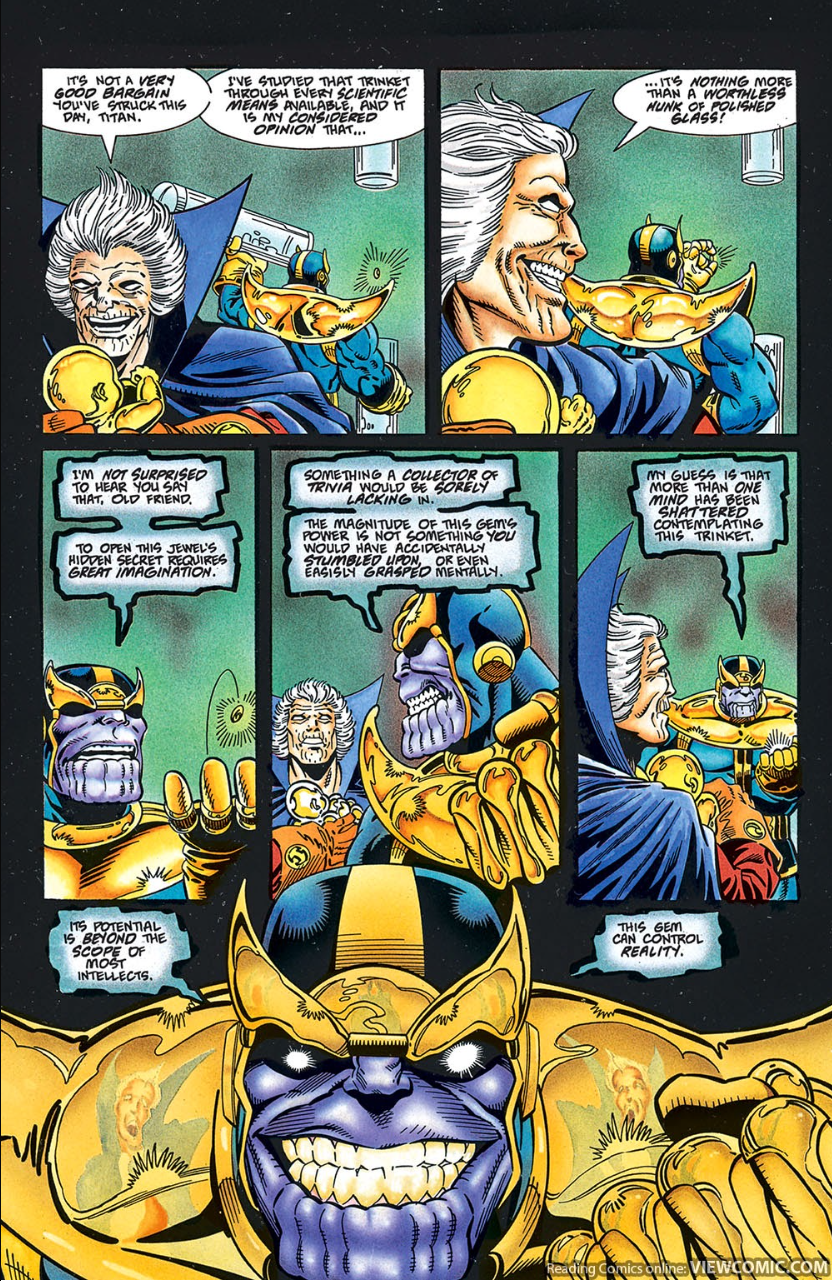 IT'S NOT A VERY
GOOD BARGAIN
YOU'VE STRUCK THIS
DAY, TITAN.
I'VE STUDIED THAT TRINKET
THROUGH EVERY SCIENTIFIC
MEANS AVAILABLE, AND IT
IS MY CONSIDERED
OPINION THAT...
...IT'S NOTHING MORE
THAN A WORTHLESS
HUNK OF POLISHED
GLASS!
I'M NOT SURPRISED
TO HEAR YOU SAY
THAT, OLD FRIEND.
TO OPEN THIS JEWEL'S
HIDDEN SECRET REQUIRES
GREAT IMAGINATION.
SOMETHING A COLLECTOR OF
TRIVIA WOULD BE SORELY
LACKING IN.
THE MAGNITUDE OF THIS GEM'S
POWER IS NOT SOMETHING YOU
WOULD HAVE ACCIDENTALLY
STUMBLED UPON, OR EVEN
EASISLY GRASPED MENTALLY.
MY GUESS IS THAT
MORE THAN ONE
MIND HAS BEEN
SHATTERED
CONTEMPLATING
THIS TRINKET.
ITS POTENTIAL
IS BEYOND THE
SCOPE OF
MOST
INTELLECTS.
THIS GEM
CAN CONTROL
REALITY.
Reading Comics online: VIEWCOMIC.COM